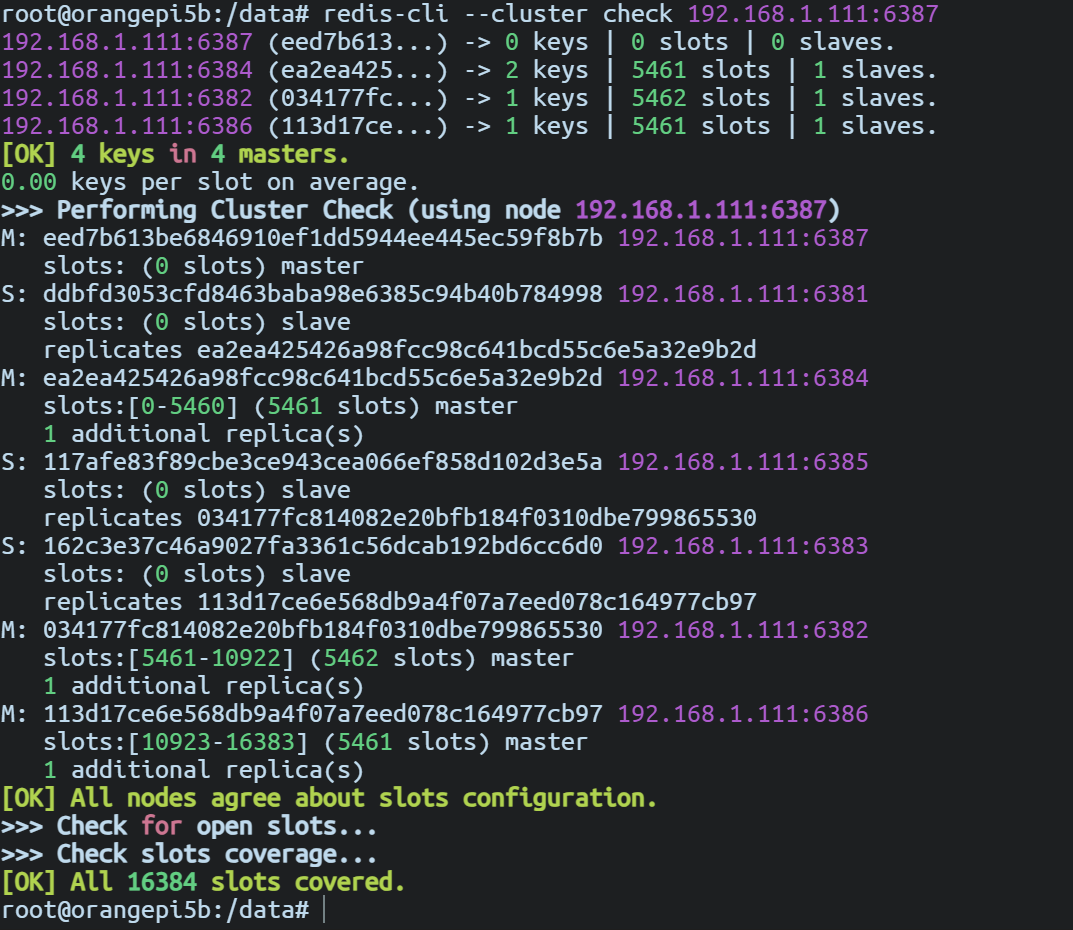 root@orangepi5b:/data# redis-cli --cluster check 192.168.1.111:6387
192.168.1.111:6387 (eed7b613...) -> 0 keys | 0 slots | 0 slaves.
192.168.1.111:6384 (ea2ea425...) -> 2 keys | 5461 slots | 1 slaves.
192.168.1.111:6382 (034177fc...) -> 1 keys | 5462 slots | 1 slaves.
192.168.1.111:6386 (113d17ce...) -> 1 keys | 5461 slots | 1 slaves.
[OK] 4 keys in 4 masters.
0.00 keys per slot on average.
>>> Performing Cluster Check (using node 192.168.1.111:6387)
M: eed7b613be6846910ef1dd5944ee445ec59f8b7b 192.168.1.111:6387
   slots: (0 slots) master
S: ddbfd3053cfd8463baba98e6385c94b40b784998 192.168.1.111:6381
   slots: (0 slots) slave
   replicates ea2ea425426a98fcc98c641bcd55c6e5a32e9b2d
M: ea2ea425426a98fcc98c641bcd55c6e5a32e9b2d 192.168.1.111:6384
   slots:[0-5460] (5461 slots) master
   1 additional replica(s)
S: 117afe83f89cbe3ce943cea066ef858d102d3e5a 192.168.1.111:6385
   slots: (0 slots) slave
   replicates 034177fc814082e20bfb184f0310dbe799865530
S: 162c3e37c46a9027fa3361c56dcab192bd6cc6d0 192.168.1.111:6383
   slots: (0 slots) slave
   replicates 113d17ce6e568db9a4f07a7eed078c164977cb97
M: 034177fc814082e20bfb184f0310dbe799865530 192.168.1.111:6382
   slots:[5461-10922] (5462 slots) master
   1 additional replica(s)
M: 113d17ce6e568db9a4f07a7eed078c164977cb97 192.168.1.111:6386
   slots:[10923-16383] (5461 slots) master
   1 additional replica(s)
[OK] All nodes agree about slots configuration.
>>> Check for open slots...
>>> Check slots coverage...
[OK] All 16384 slots covered.
root@orangepi5b:/data#